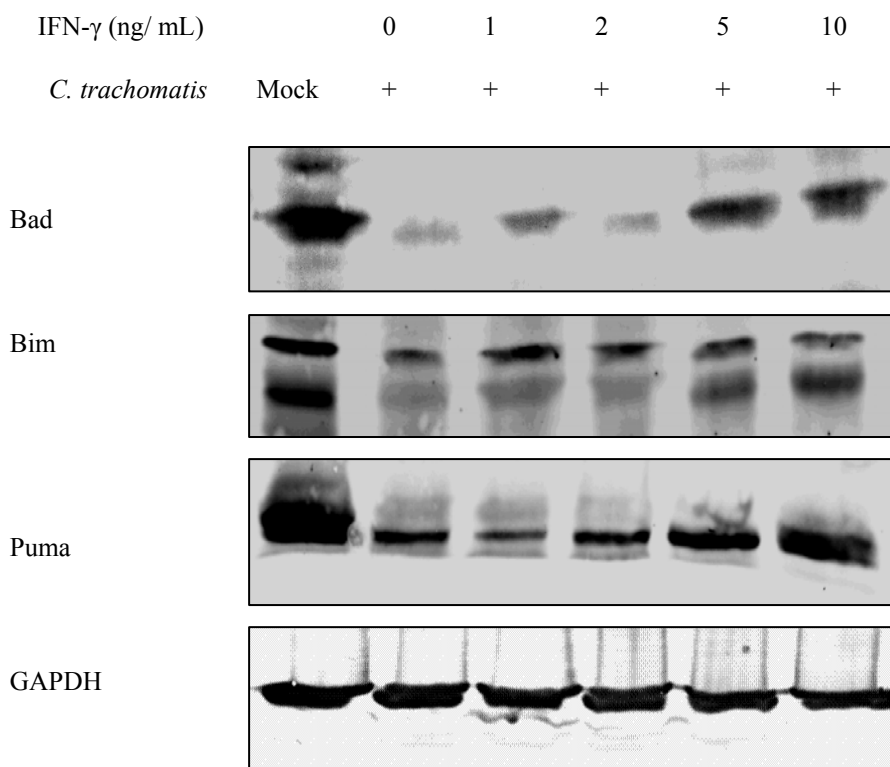 IFN-γ (ng/ mL) 0 1 2 5 10
C. trachomatis Mock + + + + +
Bad
Bim
Puma
GAPDH